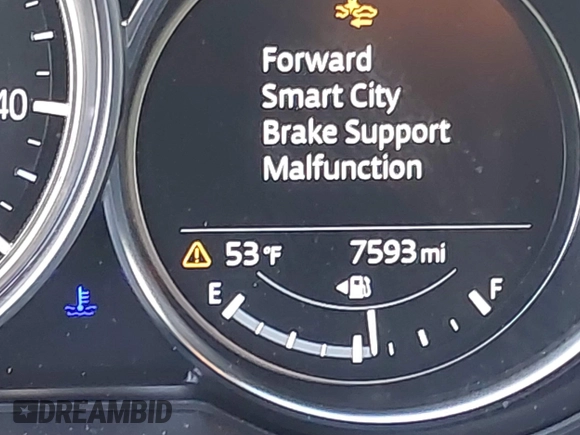 40
Forward
Smart City
Brake Support
Malfunction
53°F 7593 mi
E F
DREAMBID